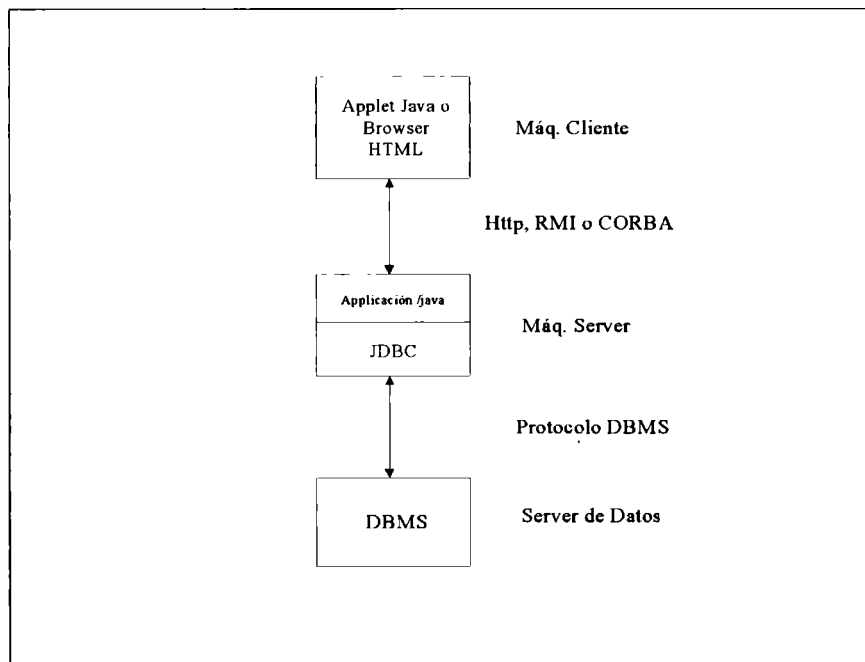 Applet Java o
Browser
HTML
Máq. Cliente
Http, RMI o CORBA
Applicación /java
JDBC
Máq. Server
Protocolo DBMS
DBMS
Server de Datos